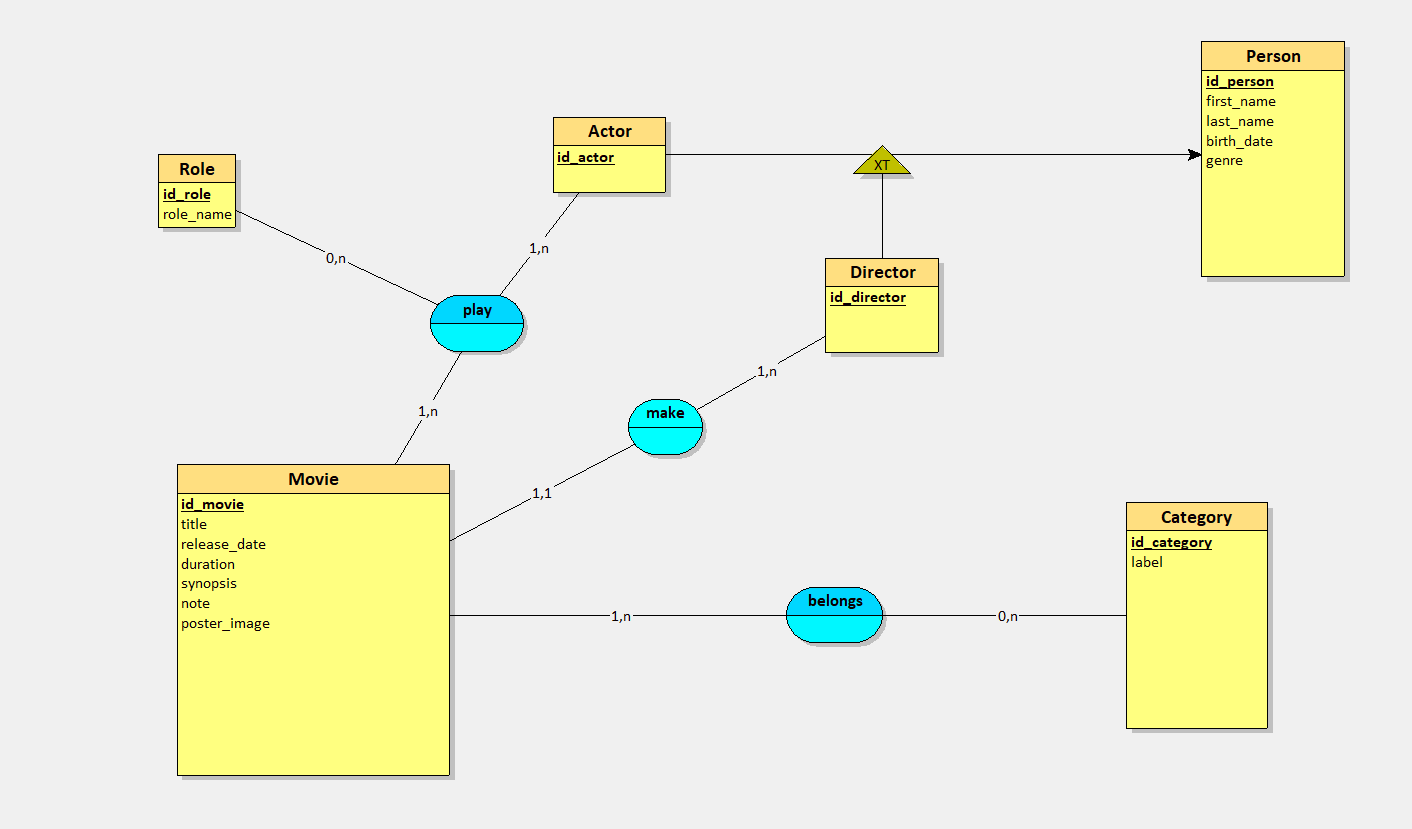 Person
id_person
first_name
last_name
birth_date
genre
Actor
id_actor
XT
Role
id_role
role_name
0,n
1,n
play
Director
id_director
1,n
make
1,n
1,1
Movie
id_movie
title
release_date
duration
synopsis
note
poster_image
1,n
belongs
0,n
Category
id_category
label